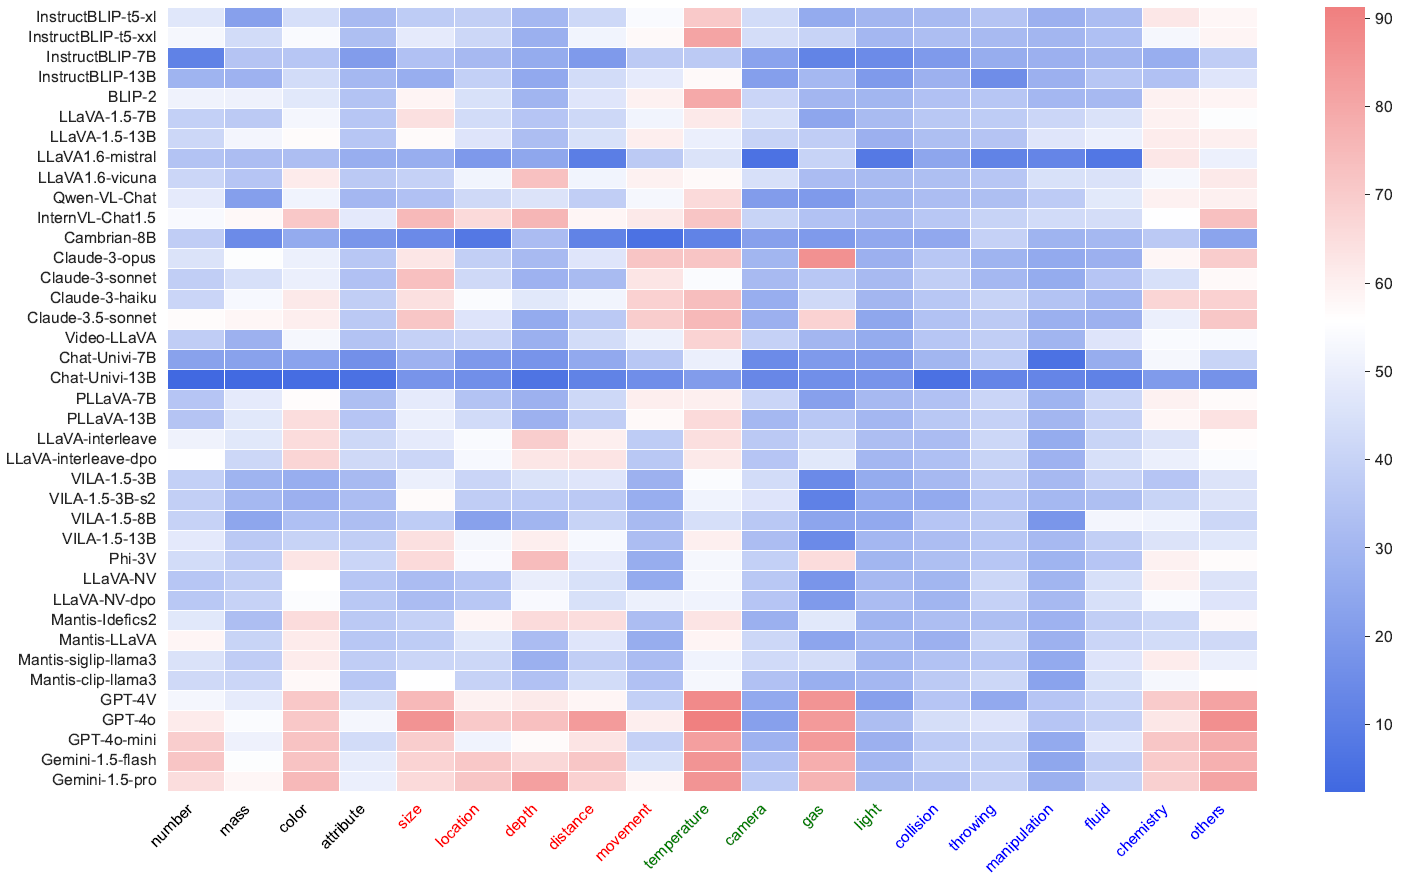 InstructBLIP-t5-xl
InstructBLIP-t5-xxl
InstructBLIP-7B
InstructBLIP-13B
BLIP-2
LLaVA-1.5-7B
LLaVA-1.5-13B
LLaVA1.6-mistral
LLaVA1.6-vicuna
Qwen-VL-Chat
InternVL-Chat1.5
Cambrian-8B
Claude-3-opus
Claude-3-sonnet
Claude-3-haiku
Claude-3.5-sonnet
Video-LLaVA
Chat-Univi-7B
Chat-Univi-13B
PLLaVA-7B
PLLaVA-13B
LLaVA-interleave
LLaVA-interleave-dpo
VILA-1.5-3B
VILA-1.5-3B-s2
VILA-1.5-8B
VILA-1.5-13B
Phi-3V
LLaVA-NV
LLaVA-NV-dpo
Mantis-Idefics2
Mantis-LLaVA
Mantis-siglip-llama3
Mantis-clip-llama3
GPT-4V
GPT-4o
GPT-4o-mini
Gemini-1.5-flash
Gemini-1.5-pro
number
mass
color
attribute
size
location
depth
distance
movement
temperature
camera
gas
light
collision
throwing
manipulation
fluid
chemistry
others
90
80
70
60
50
40
30
20
10